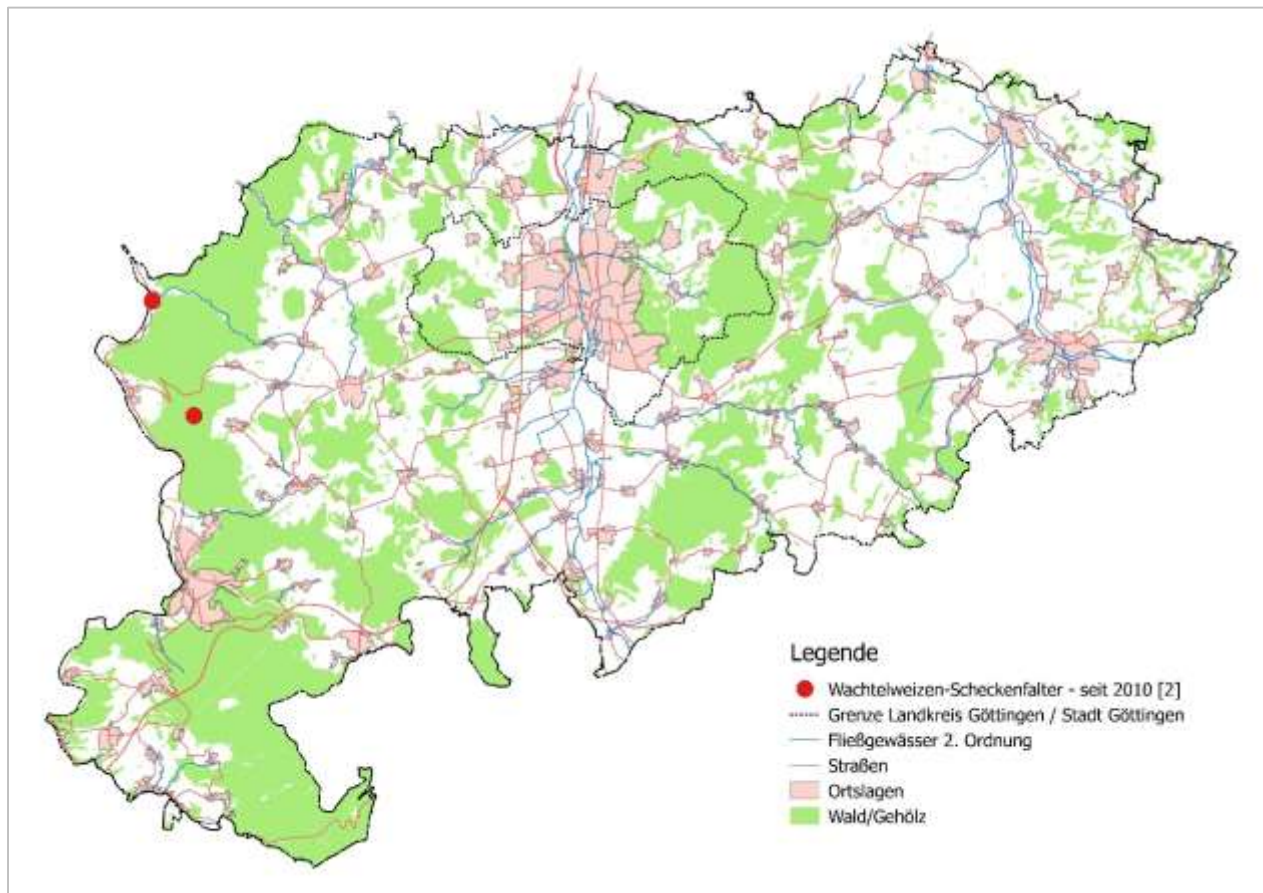 Legende
Wachtelweizen-Scheckenfalter - seit 2010 [2]
Grenze Landkreis Göttingen / Stadt Göttingen
Fließgewässer 2. Ordnung
Straßen
Ortslagen
Wald/Gehölz